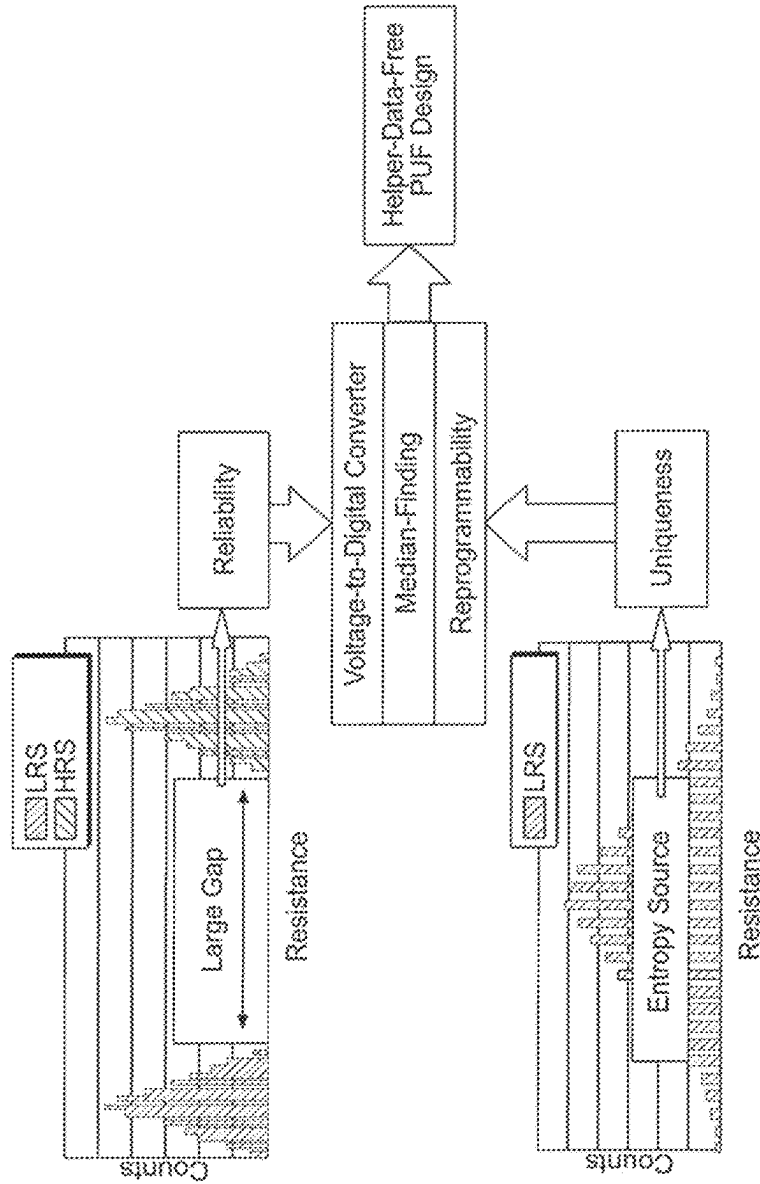 LRS
HRS
Counts
Large Gap
Resistance
Reliability
Voltage-to-Digital Converter
Median-Finding
Reprogrammability
Helper-Data-Free
PUF Design
LRS
Counts
Entropy Source
Resistance
Uniqueness